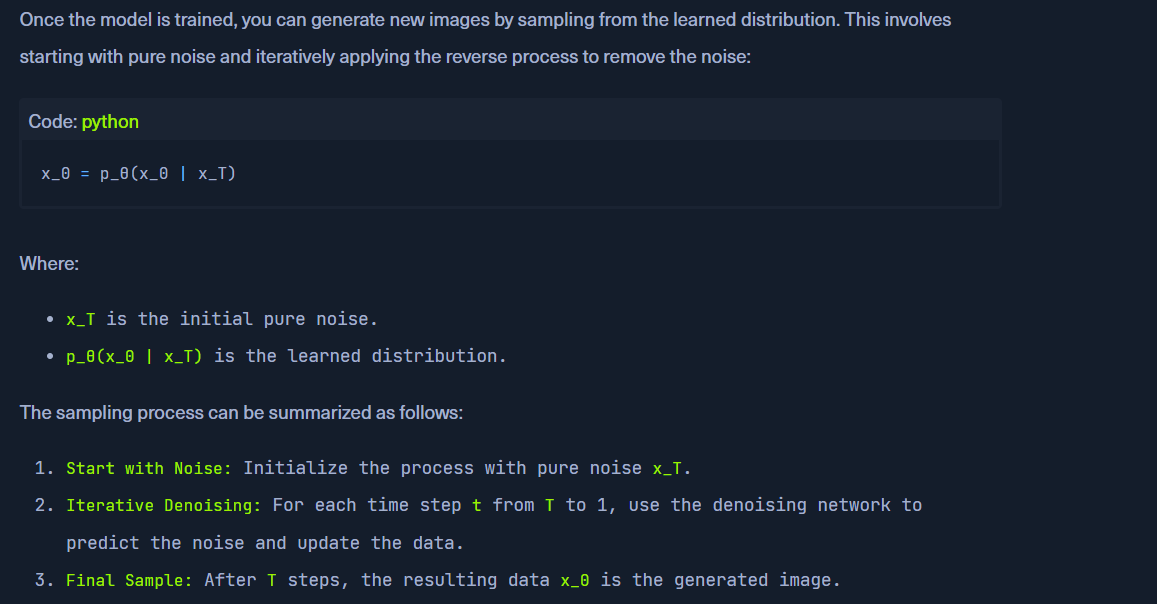 Once the model is trained, you can generate new images by sampling from the learned distribution. This involves
starting with pure noise and iteratively applying the reverse process to remove the noise:
Code: python
x_0 = p_θ(x_0 | x_T)
Where:
• x_T is the initial pure noise.
• p_θ(x_0 | x_T) is the learned distribution.
The sampling process can be summarized as follows:
1. Start with Noise: Initialize the process with pure noise x_T.
2. Iterative Denoising: For each time step t from T to 1, use the denoising network to
predict the noise and update the data.
3. Final Sample: After T steps, the resulting data x_0 is the generated image.